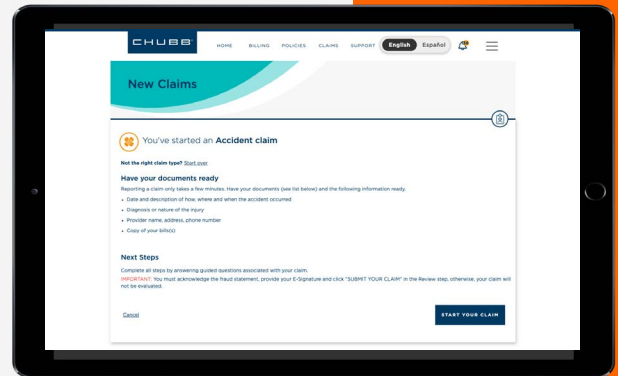 CHUBB
HOME BILLING POLICIES CLAIMS SUPPORT English Español
New Claims
You've started an Accident claim
Not the right claim type? Start over
Have your documents ready
Reporting a claim only takes a few minutes. Have your documents (see list below) and the following information ready.
• Date and description of how, where and when the accident occurred
• Diagnosis or nature of the injury
• Provider name, address, phone number
• Copy of your bills(s)
Next Steps
Complete all steps by answering guided questions associated with your claim.
IMPORTANT: You must acknowledge the fraud statement, provide your E-Signature and click "SUBMIT YOUR CLAIM" in the Review step, otherwise, your claim will
not be evaluated.
Cancel
START YOUR CLAIM